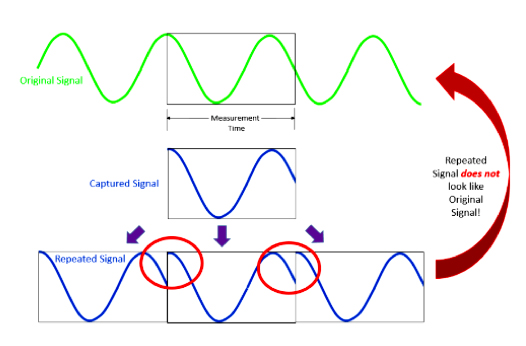 Original Signal
Measurement
Time
Captured Signal
Repeated Signal
Repeated
Signal does not
look like
Original
Signal!